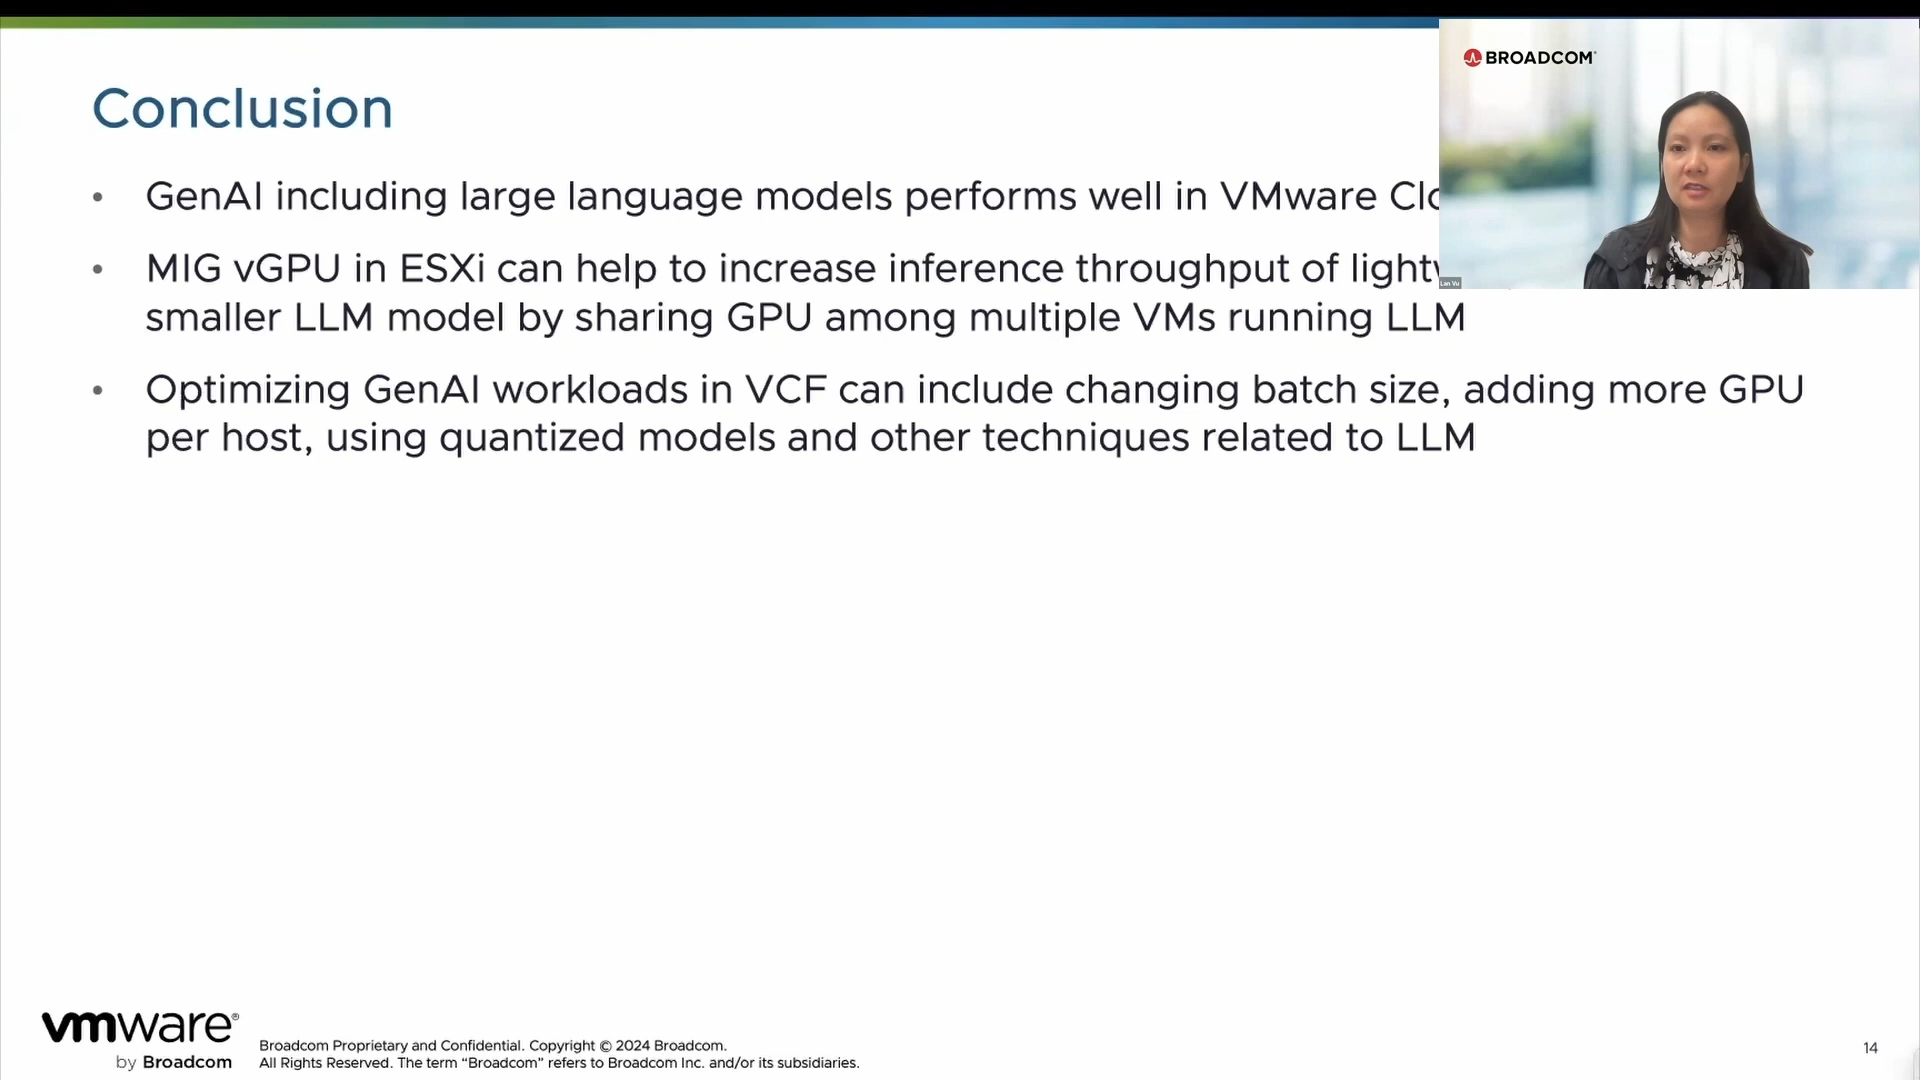 BROADCOM
Conclusion
• GenAI including large language models performs well in VMware
• MIG vGPU in ESXi can help to increase inference throughput of
smaller LLM model by sharing GPU among multiple VMs running LLM
• Optimizing GenAI workloads in VCF can include changing batch size, adding more GPU
per host, using quantized models and other techniques related to LLM
Lan Vu
vmware®
by Broadcom
Broadcom Proprietary and Confidential. Copyright © 2024 Broadcom.
All Rights Reserved. The term “Broadcom” refers to Broadcom Inc. and/or its subsidiaries.
14